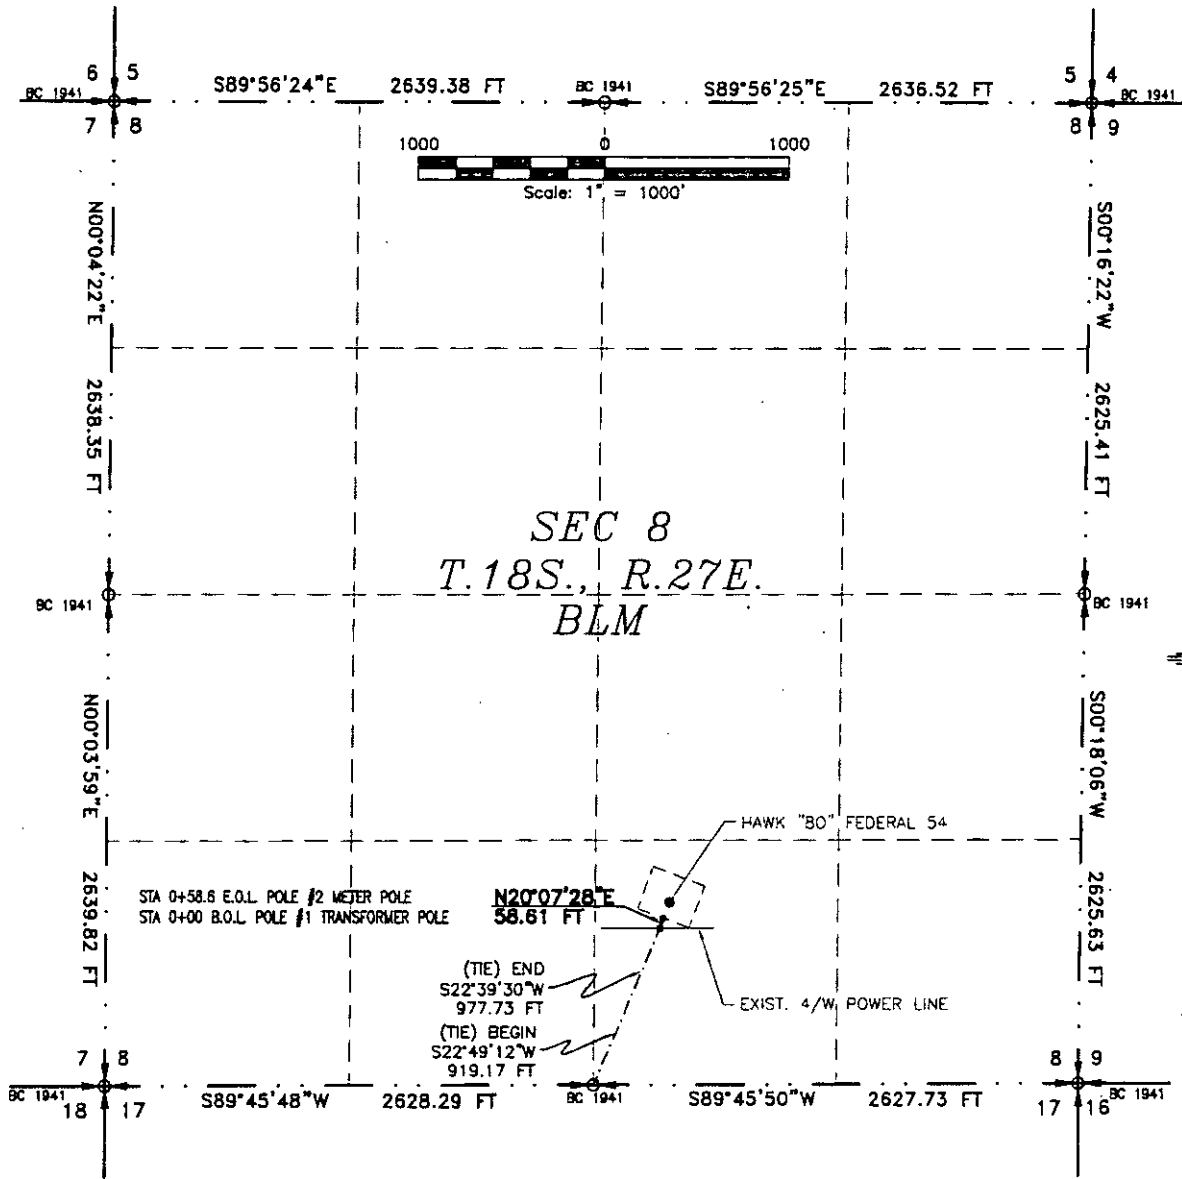 6 5
5 4
BC 1941
S89°56'24"E 2639.38 FT
BC 1941
S89°56'25"E 2636.52 FT
BC 1941
7 8
8 9
1000 0 1000
Scale: 1" = 1000'
N00°04'22"E 2638.35 FT
S00°16'22"W 2625.41 FT
SEC 8
T.18S., R.27E.
BLM
BC 1941
BC 1941
N00°03'59"E 2639.82 FT
S00°18'06"W 2625.63 FT
HAWK "BO" FEDERAL 54
STA 0+58.6 E.O.L. POLE #2 METER POLE
STA 0+00 B.O.L. POLE #1 TRANSFORMER POLE
N20°07'28"E
58.61 FT
(TIE) END
S22°39'30"W
977.73 FT
EXIST. 4/W POWER LINE
(TIE) BEGIN
S22°49'12"W
919.17 FT
7 8
8 9
BC 1941
S89°45'48"W 2628.29 FT
BC 1941
S89°45'50"W 2627.73 FT
BC 1941
18 17
17 16